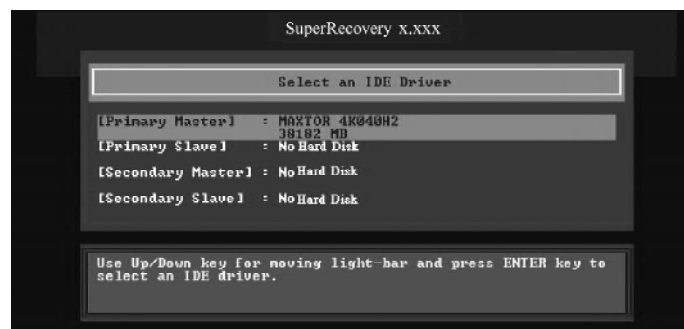 SuperRecovery x.xxx
Select an IDE Driver
[Primary Master] : MAXTOR 4K040H2
38182 MB
[Primary Slave] : No Hard Disk
[Secondary Master] : No Hard Disk
[Secondary Slave] : No Hard Disk
Use Up/Down key for moving light-bar and press ENTER key to
select an IDE driver.